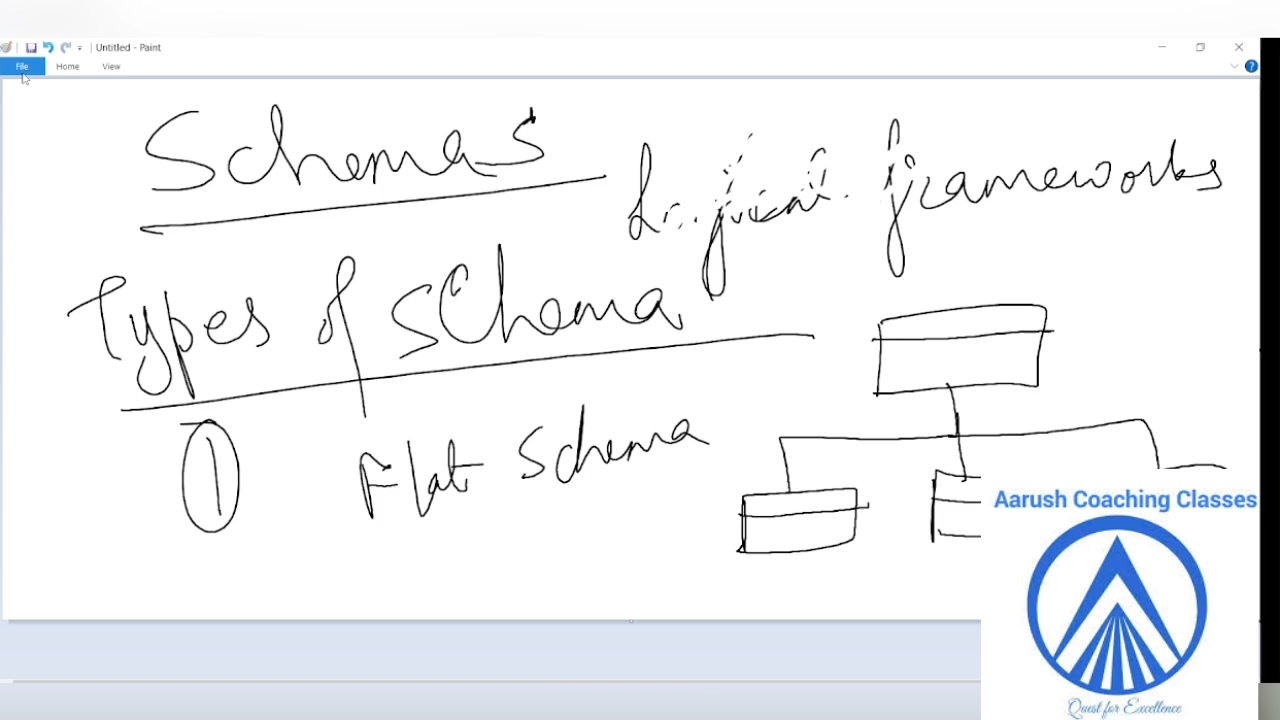 Untitled - Paint
File Home View
Schemas
Logical frameworks
Types of Schema
1 Flat Schema
Aarush Coaching Classes
Quest for Excellence